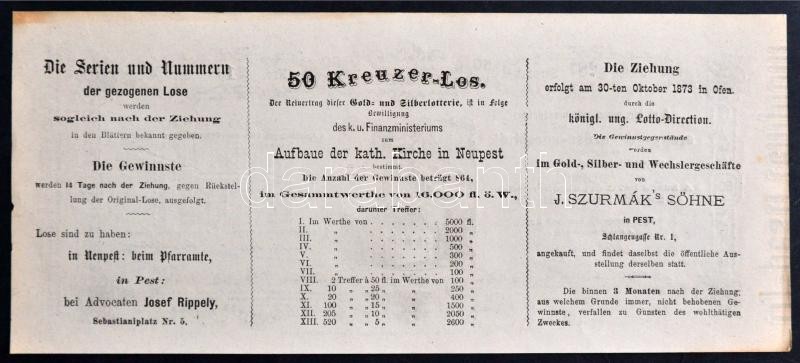 Die Serien und Nummern
der gezogenen Lose
werden
sogleich nach der Ziehung
in den Blättern bekannt gegeben.
Die Gewinnste
werden 14 Tage nach der Ziehung, gegen Rückstel-
lung der Original-Lose, ausgefolgt.
Lose sind zu haben:
in Neupest: beim Pfarramte,
in Pest:
bei Advocaten Josef Rippely,
Sebastianiplatz Nr. 5.
50 Kreuzer-Los.
Der Reinertrag dieser Gold- und Silberlotterie, ist in Folge
Bewilligung
des k. u. Finanzministeriums
zum
Aufbaue der kath. Kirche in Neupest
bestimmt.
Die Anzahl der Gewinnste beträgt 864,
im Gesammtwerthe von 16,000 fl. ö. W.,
darunter Treffer:
I. Im Werthe von . . . . . . . 5000 fl.
II. „ . . . . . . . 2000 „
III. „ . . . . . . . 1000 „
IV. „ . . . . . . . 500 „
V. „ . . . . . . . 300 „
VI. „ . . . . . . . 200 „
VII. „ . . . . . . . 100 „
VIII. 2 Treffer à 50 fl. im Werthe von 100 „
IX. 10 „ „ 25 „ „ 250 „
X. 20 „ „ 20 „ „ 400 „
XI. 100 „ „ 15 „ „ 1500 „
XII. 205 „ „ 10 „ „ 2050 „
XIII. 520 „ „ 5 „ „ 2600 „
Die Ziehung
erfolgt am 30-ten Oktober 1873 in Ofen.
durch die
königl. ung. Lotto-Direction.
Die Gewinnstgegenstände
werden
im Gold-, Silber- und Wechslergeschäfte
von
J. SZURMÁK's SÖHNE
in PEST,
Schlangengasse Nr. 1,
angekauft, und findet daselbst die öffentliche Aus-
stellung derselben statt.
Die binnen 3 Monaten nach der Ziehung;
aus welchem Grunde immer, nicht behobenen Ge-
winnste, verfallen zu Gunsten des wohlthätigen
Zweckes.
darabanth